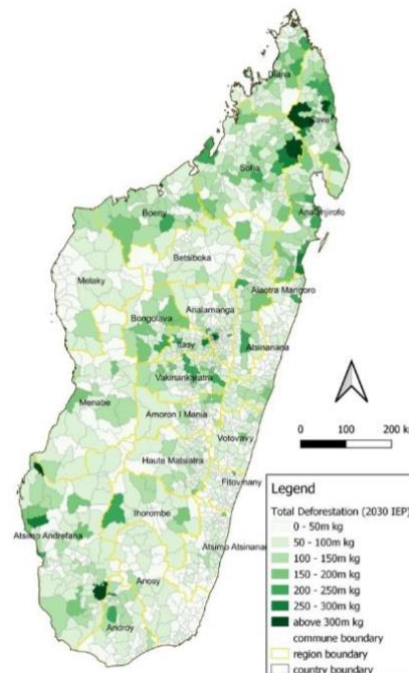 Diana
Sava
Sofia
Boeny
Analanjirofo
Betsiboka
Melaky
Alaotra Mangoro
Analamanga
Bongolava
Itasy
Atsinanana
Vakinankaratra
Menabe
Amoron I Mania
Vatovavy
Haute Matsiatra
Fitovinany
Ihorombe
Atsimo Andrefana
Atsimo Atsinanan
Anosy
Androy
0 100 200 km
Legend
Total Deforestation (2030 IEP)
0 - 50m kg
50 - 100m kg
100 - 150m kg
150 - 200m kg
200 - 250m kg
250 - 300m kg
above 300m kg
commune boundary
region boundary
country boundary